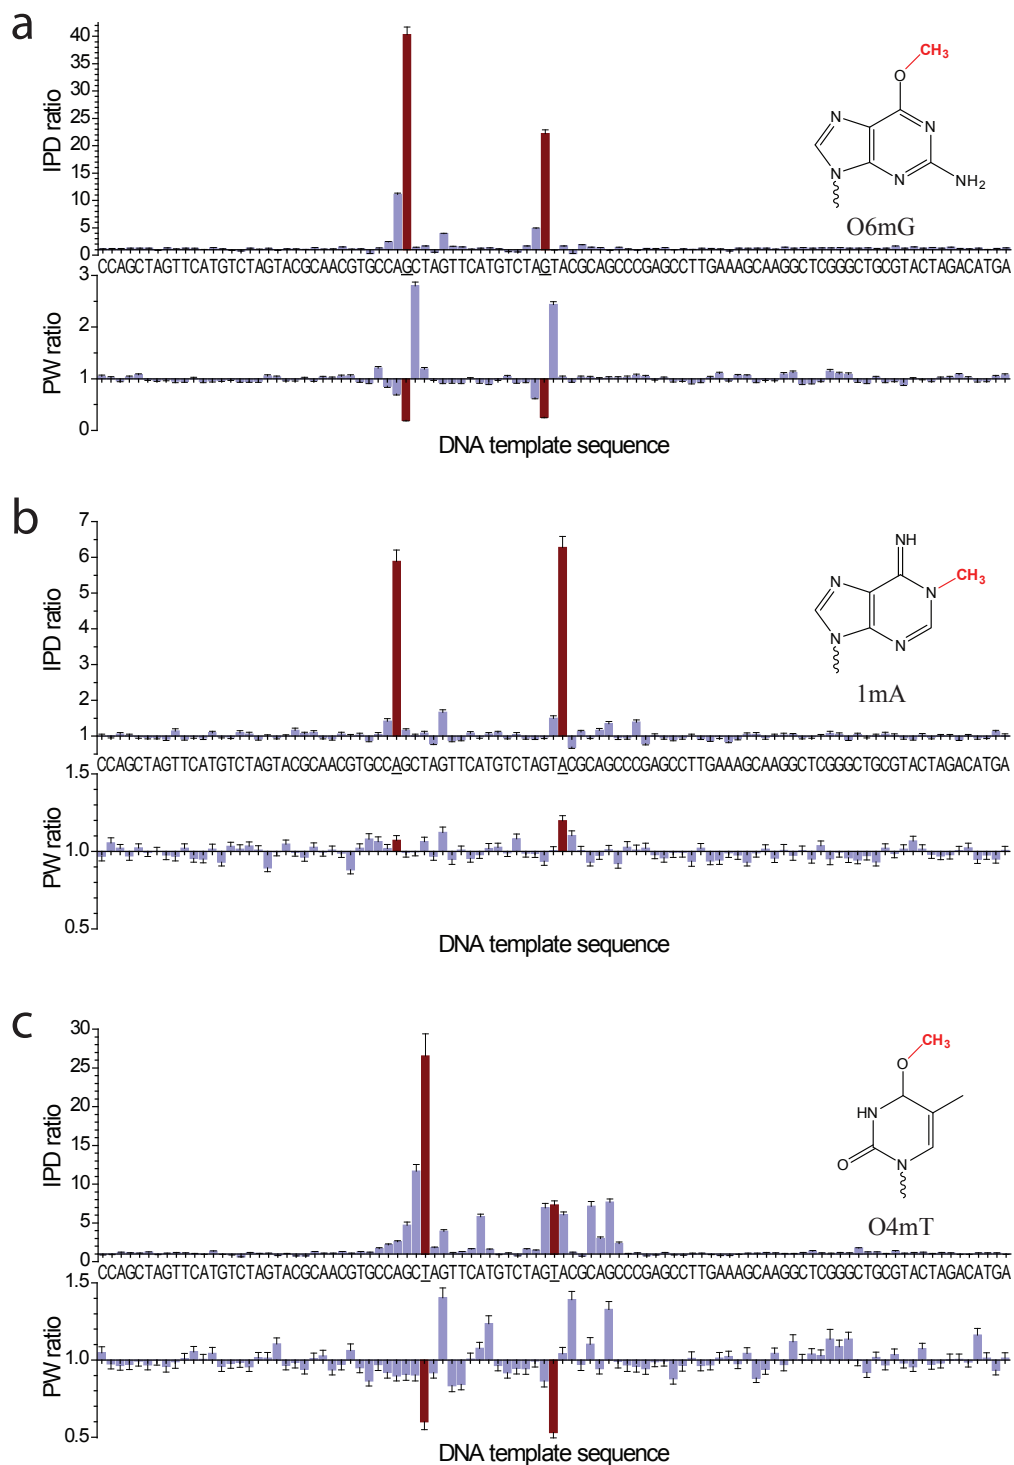 a
40
35
30
25
20
15
10
5
0
IPD ratio
CH₃
O
N
N
N
N
NH₂
O6mG
CCAGCTAGTTCATGTCTAGTACGCAACGTGCCAGCTAGTTCATGTCTAGTACGCAGCCCGAGCCTTGAAAGCAAGGCTCGGGCTGCGTACTAGACATGA
3
2
1
0
PW ratio
DNA template sequence
b
7
6
5
4
3
2
1
IPD ratio
NH
CH₃
N
N
N
N
1mA
CCAGCTAGTTCATGTCTAGTACGCAACGTGCCAGCTAGTTCATGTCTAGTACGCAGCCCGAGCCTTGAAAGCAAGGCTCGGGCTGCGTACTAGACATGA
1.5
1.0
0.5
PW ratio
DNA template sequence
c
30
25
20
15
10
5
0
IPD ratio
CH₃
O
HN
O
N
O4mT
CCAGCTAGTTCATGTCTAGTACGCAACGTGCCAGCTAGTTCATGTCTAGTACGCAGCCCGAGCCTTGAAAGCAAGGCTCGGGCTGCGTACTAGACATGA
1.5
1.0
0.5
PW ratio
DNA template sequence